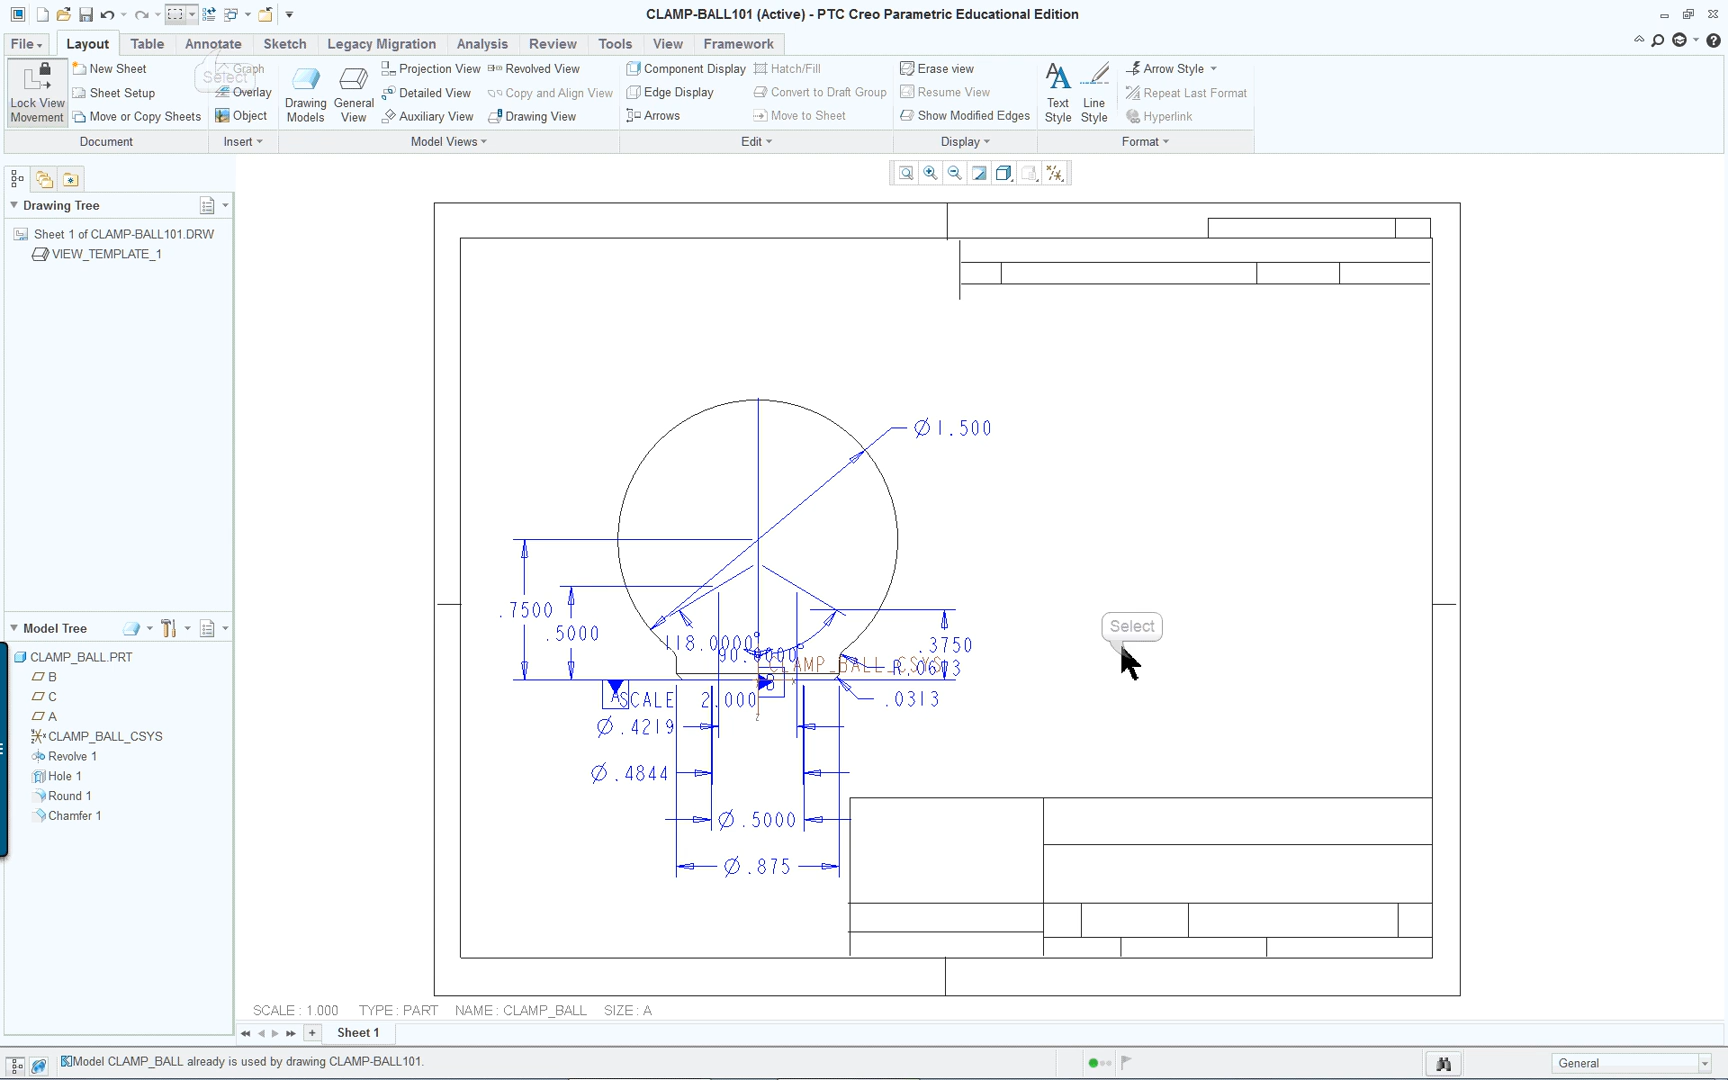 CLAMP-BALL101 (Active) - PTC Creo Parametric Educational Edition
File
Layout
Table
Annotate
Sketch
Legacy Migration
Analysis
Review
Tools
View
Framework
Lock View
Movement
New Sheet
Sheet Setup
Move or Copy Sheets
Document
Graph
Select
Overlay
Object
Insert
Drawing
Models
General
View
Projection View
Detailed View
Auxiliary View
Revolved View
Copy and Align View
Drawing View
Model Views
Component Display
Edge Display
Arrows
Hatch/Fill
Convert to Draft Group
Move to Sheet
Edit
Erase view
Resume View
Show Modified Edges
Display
Text
Style
Line
Style
Arrow Style
Repeat Last Format
Hyperlink
Format
Drawing Tree
Sheet 1 of CLAMP-BALL101.DRW
VIEW_TEMPLATE_1
Model Tree
CLAMP_BALL.PRT
B
C
A
CLAMP_BALL_CSYS
Revolve 1
Hole 1
Round 1
Chamfer 1
Ø1.500
.7500
.5000
118.0000°
90.0000°
.3750
CLAMP_BALL_CSYS
R.0673
B
A
SCALE 2.000
.0313
Ø.4219
Ø.4844
Ø.5000
Ø.875
Select
SCALE : 1.000 TYPE : PART NAME : CLAMP_BALL SIZE : A
Sheet 1
Model CLAMP_BALL already is used by drawing CLAMP-BALL101.
General